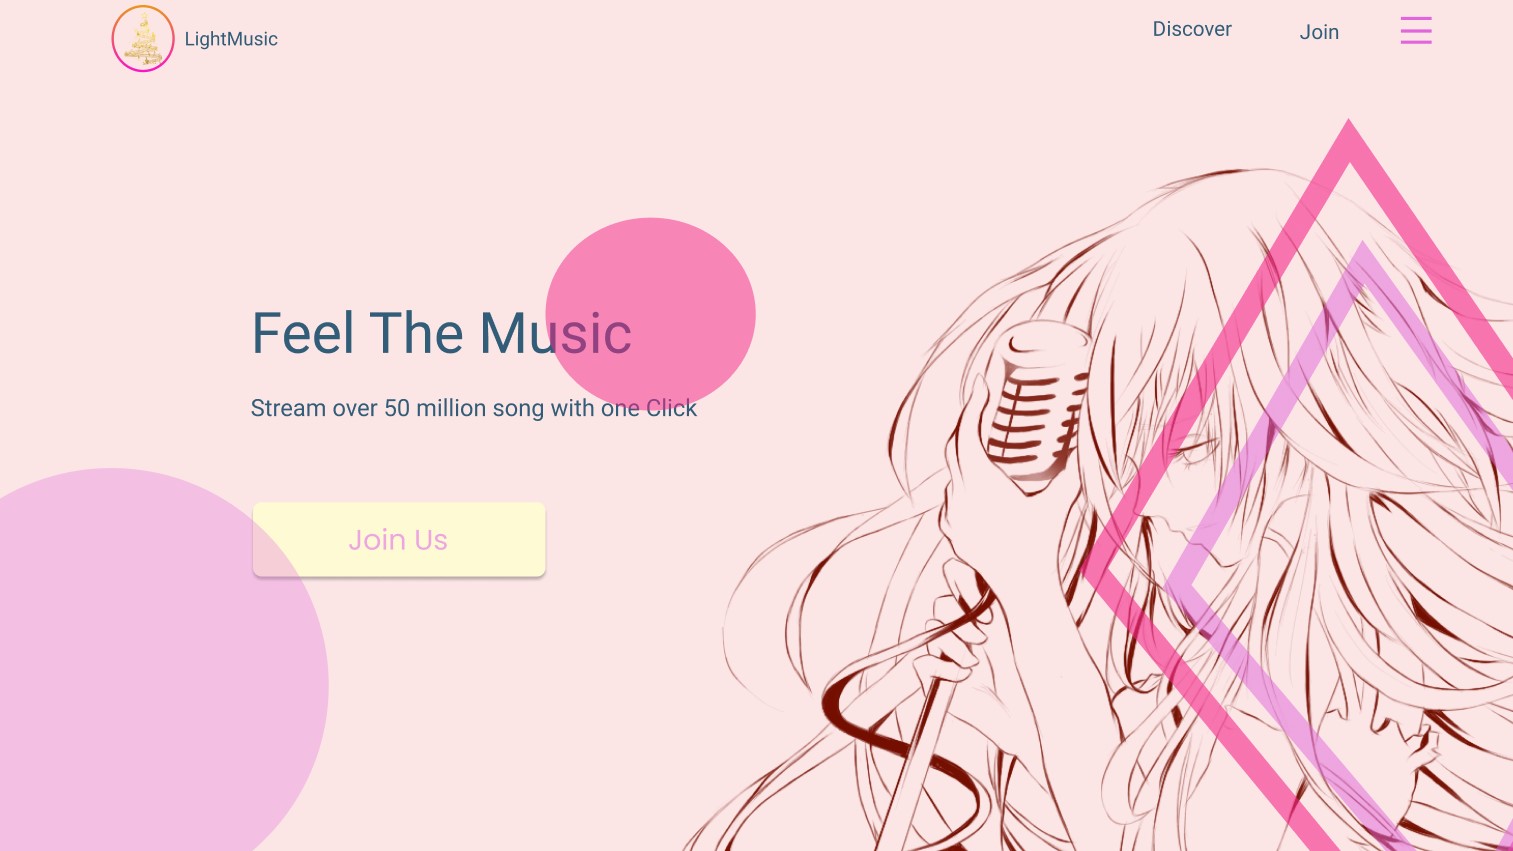 LightMusic
Discover
Join
Feel The Music
Stream over 50 million song with one Click
Join Us